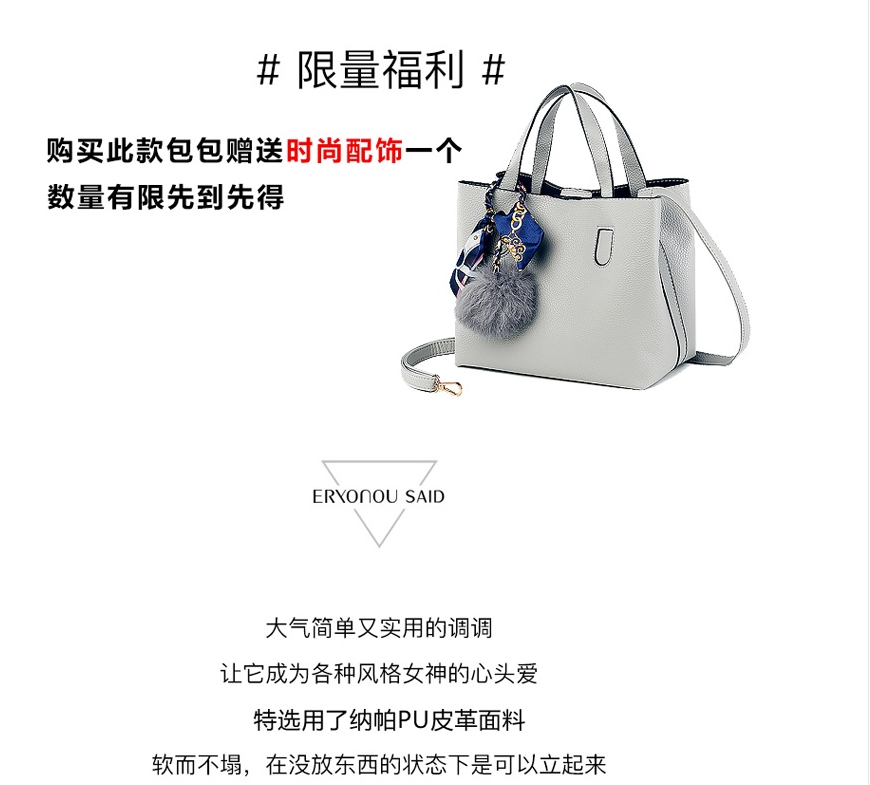 # 限量福利 #
购买此款包包赠送时尚配饰一个
数量有限先到先得
ERXONOU SAID
大气简单又实用的调调
让它成为各种风格女神的心头爱
特选用了纳帕PU皮革面料
软而不塌，在没放东西的状态下是可以立起来